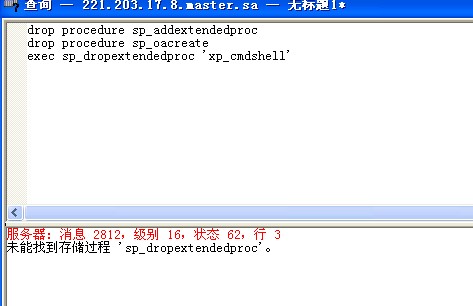 查询 — 221.203.17.8.master.sa — 无标题1*
drop procedure sp_addextendedproc
drop procedure sp_oacreate
exec sp_dropextendedproc 'xp_cmdshell'
服务器: 消息 2812，级别 16，状态 62，行 3
未能找到存储过程 'sp_dropextendedproc'。